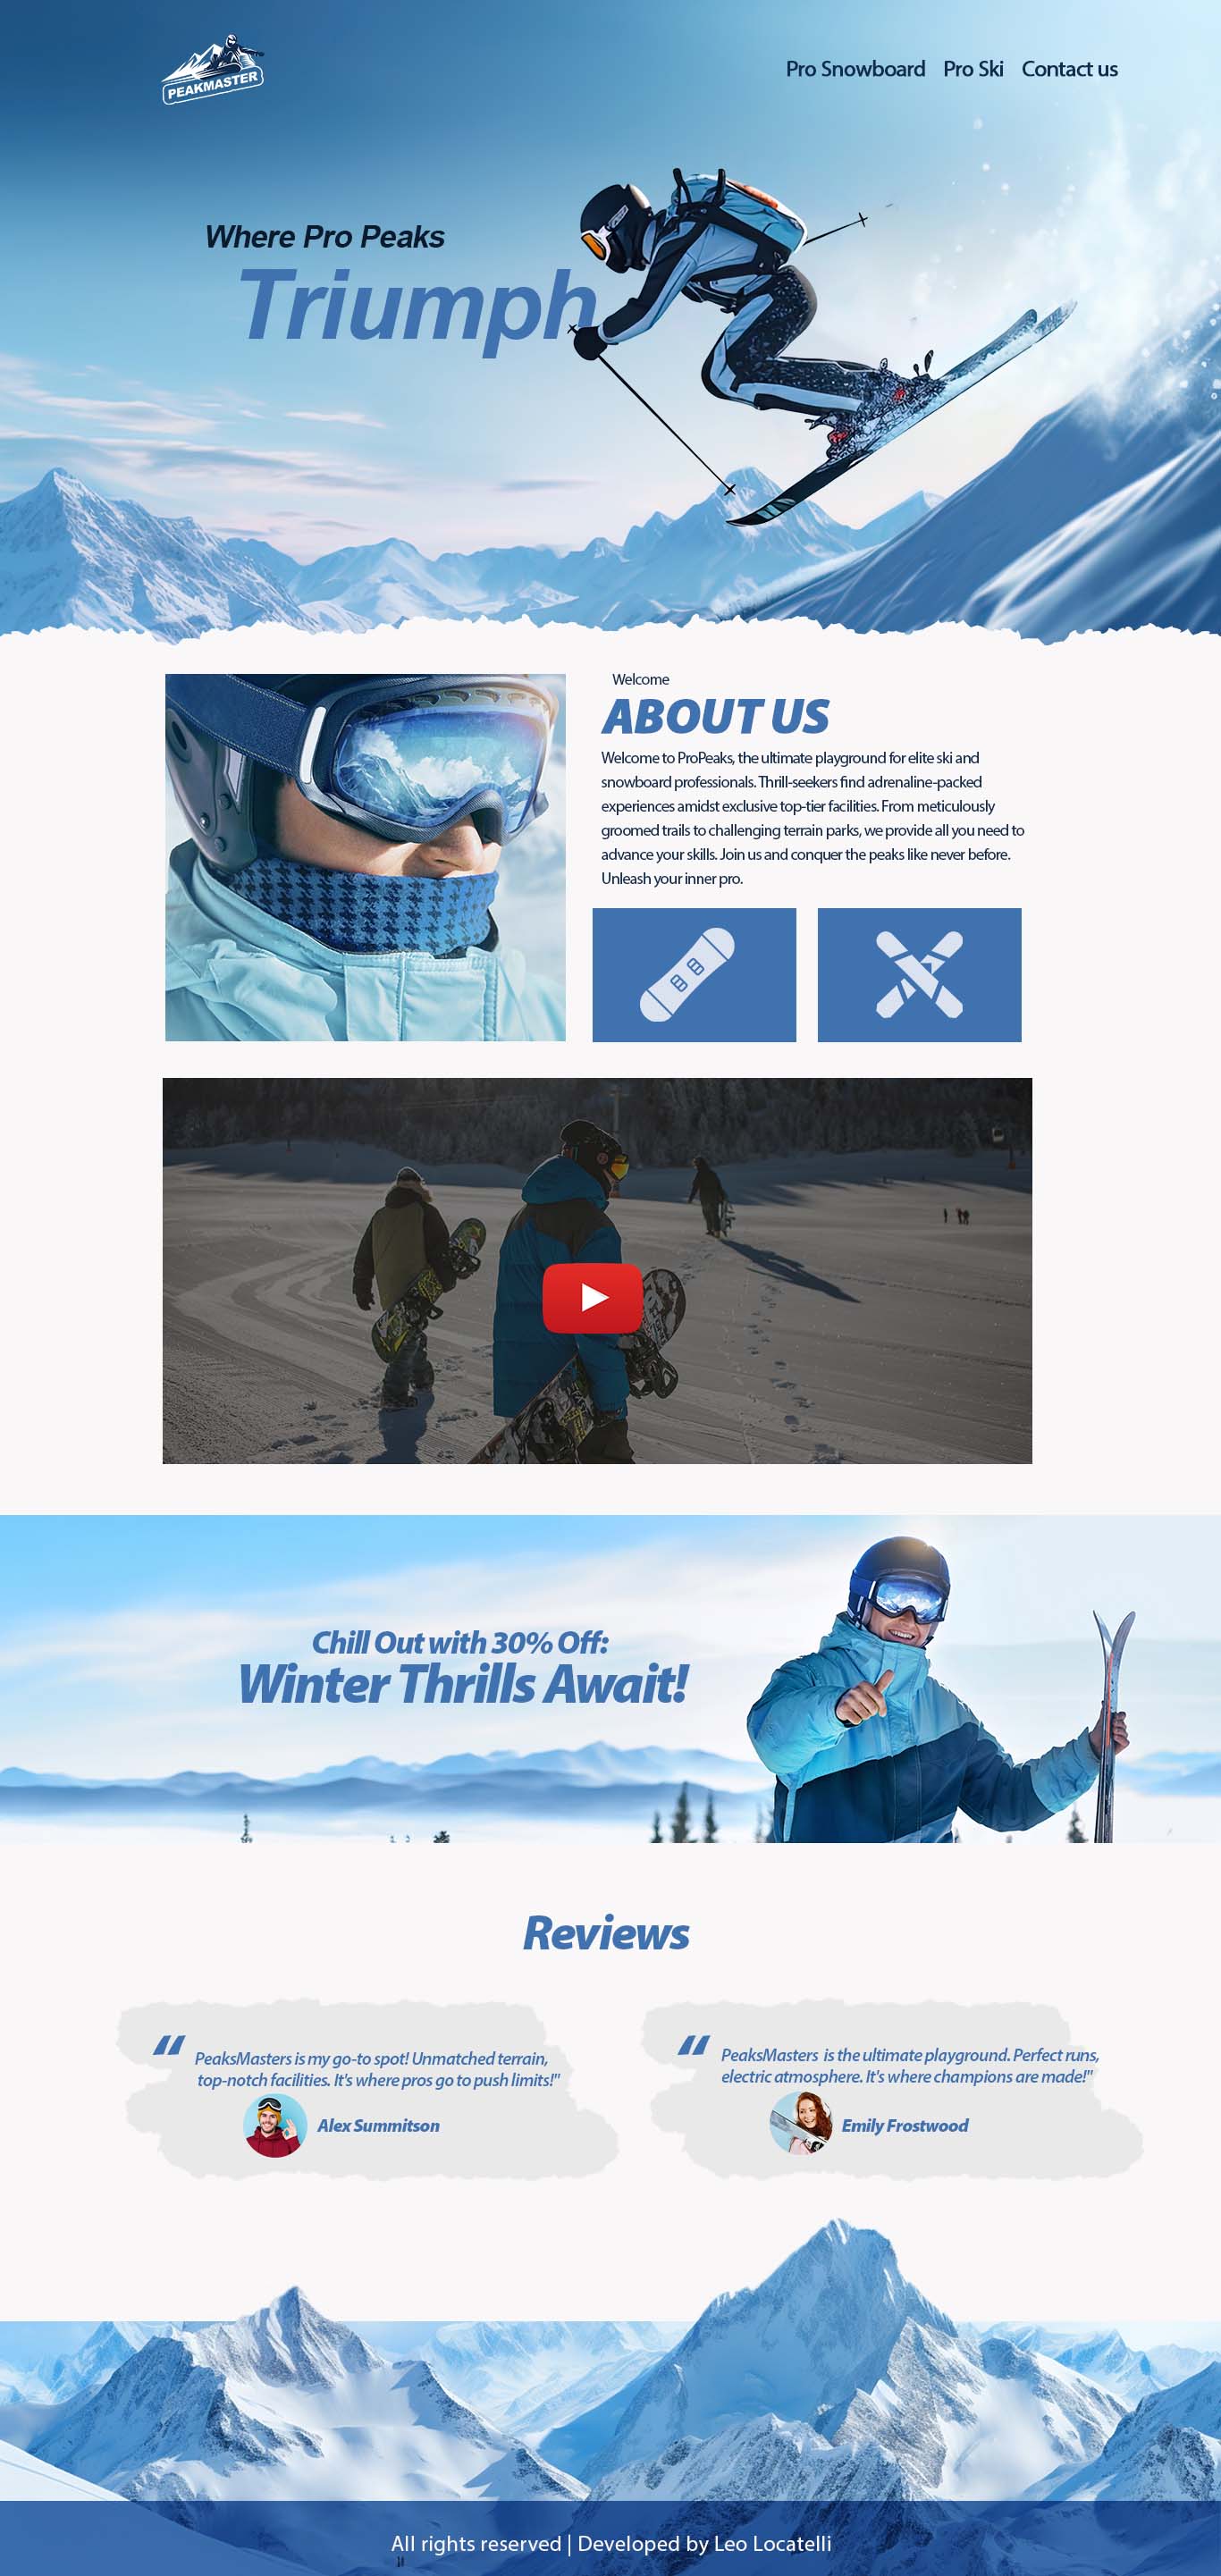 PEAKMASTER
Pro Snowboard Pro Ski Contact us
Where Pro Peaks
Triumph
Welcome
ABOUT US
Welcome to ProPeaks, the ultimate playground for elite ski and
snowboard professionals. Thrill-seekers find adrenaline-packed
experiences amidst exclusive top-tier facilities. From meticulously
groomed trails to challenging terrain parks, we provide all you need to
advance your skills. Join us and conquer the peaks like never before.
Unleash your inner pro.
Chill Out with 30% Off:
Winter Thrills Await!
Reviews
“ PeaksMasters is my go-to spot! Unmatched terrain,
top-notch facilities. It's where pros go to push limits!"
Alex Summitson
“ PeaksMasters is the ultimate playground. Perfect runs,
electric atmosphere. It's where champions are made!"
Emily Frostwood
All rights reserved | Developed by Leo Locatelli